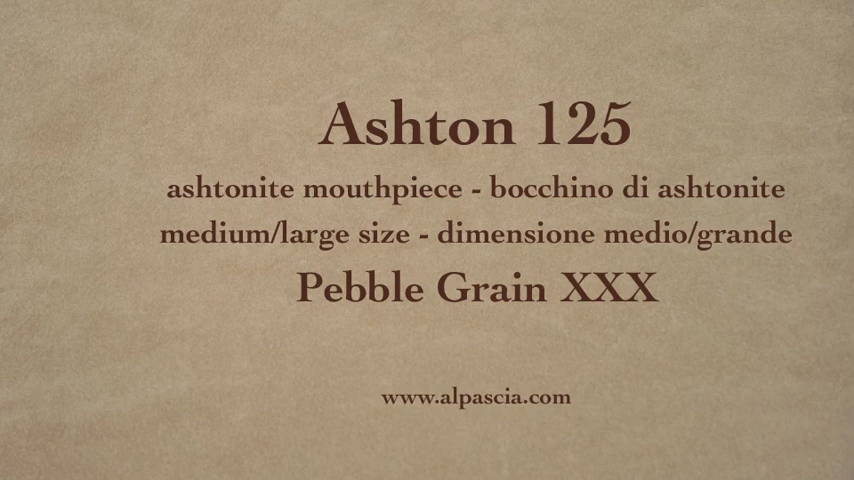 Ashton 125
ashtonite mouthpiece - bocchino di ashtonite
medium/large size - dimensione medio/grande
Pebble Grain XXX
www.alpascia.com